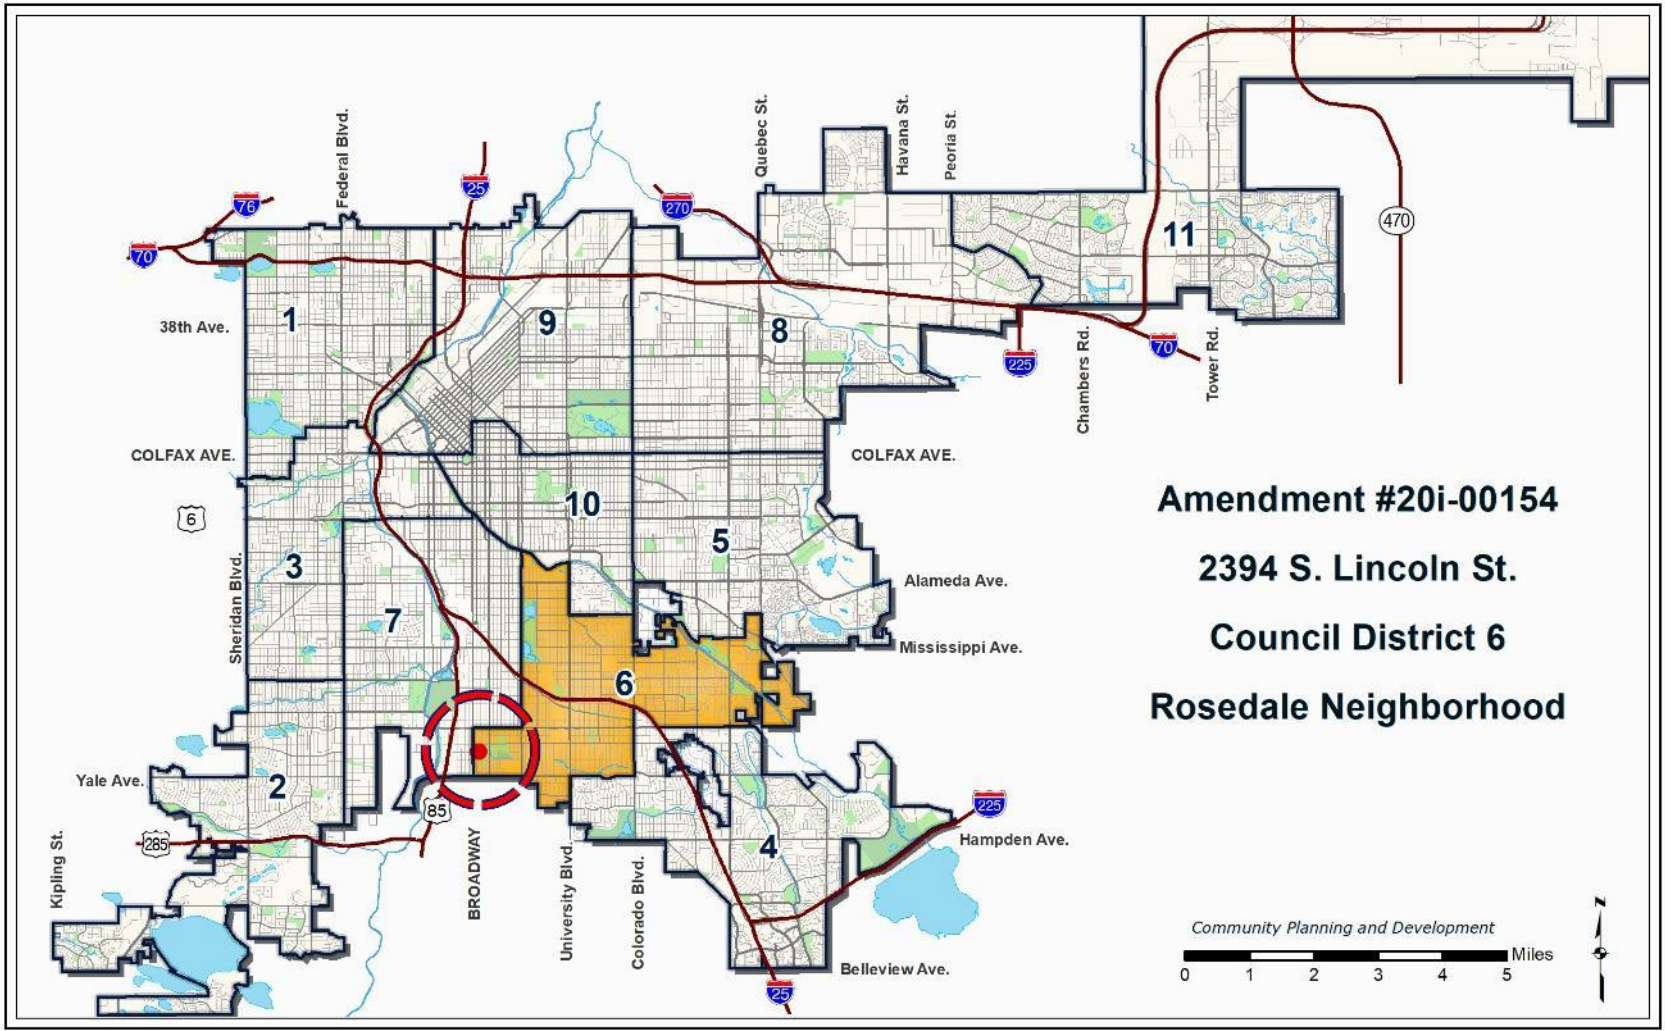 Federal Blvd.
Quebec St.
Havana St.
Peoria St.
76
25
270
70
470
11
1
9
8
38th Ave.
225
70
Chambers Rd.
Tower Rd.
COLFAX AVE.
COLFAX AVE.
6
10
5
3
Sheridan Blvd.
Alameda Ave.
7
Mississippi Ave.
6
Amendment #20i-00154
2394 S. Lincoln St.
Council District 6
Rosedale Neighborhood
Yale Ave.
2
85
225
285
4
Hampden Ave.
Kipling St.
BROADWAY
University Blvd.
Colorado Blvd.
Belleview Ave.
25
Community Planning and Development
Miles
0 1 2 3 4 5
N